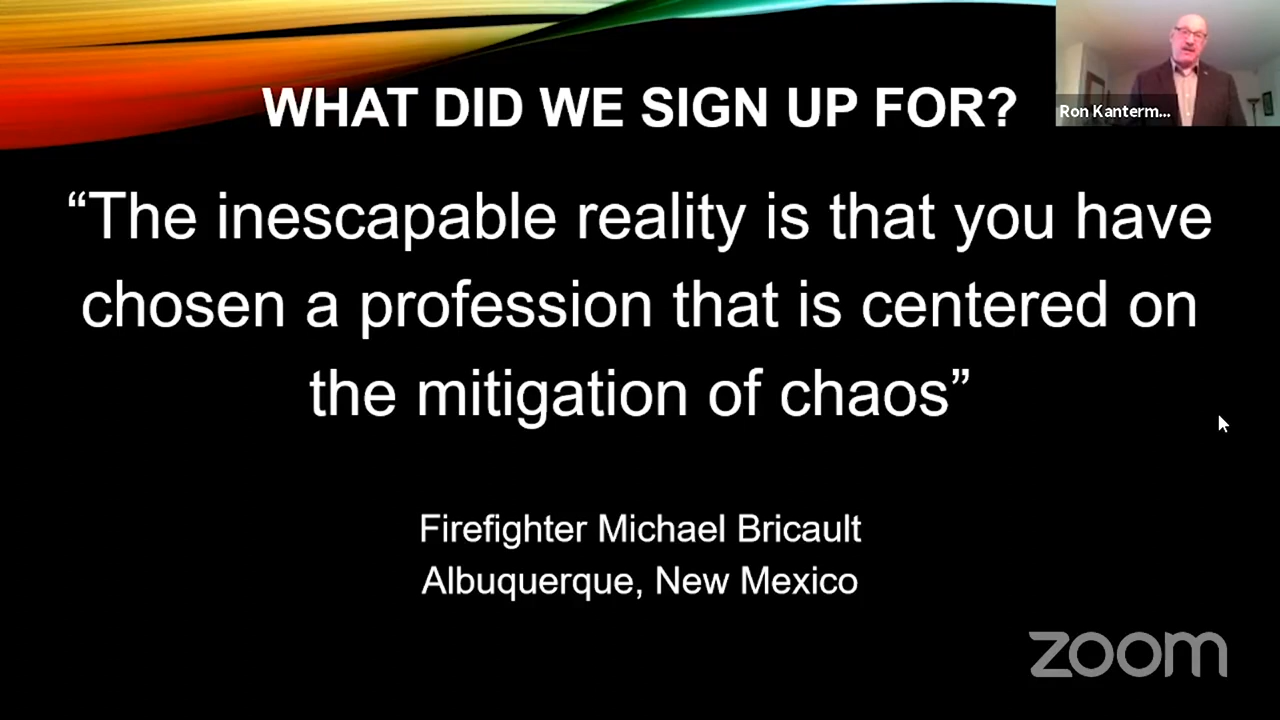 WHAT DID WE SIGN UP FOR?
Ron Kanterm...
“The inescapable reality is that you have
chosen a profession that is centered on
the mitigation of chaos”
Firefighter Michael Bricault
Albuquerque, New Mexico
zoom